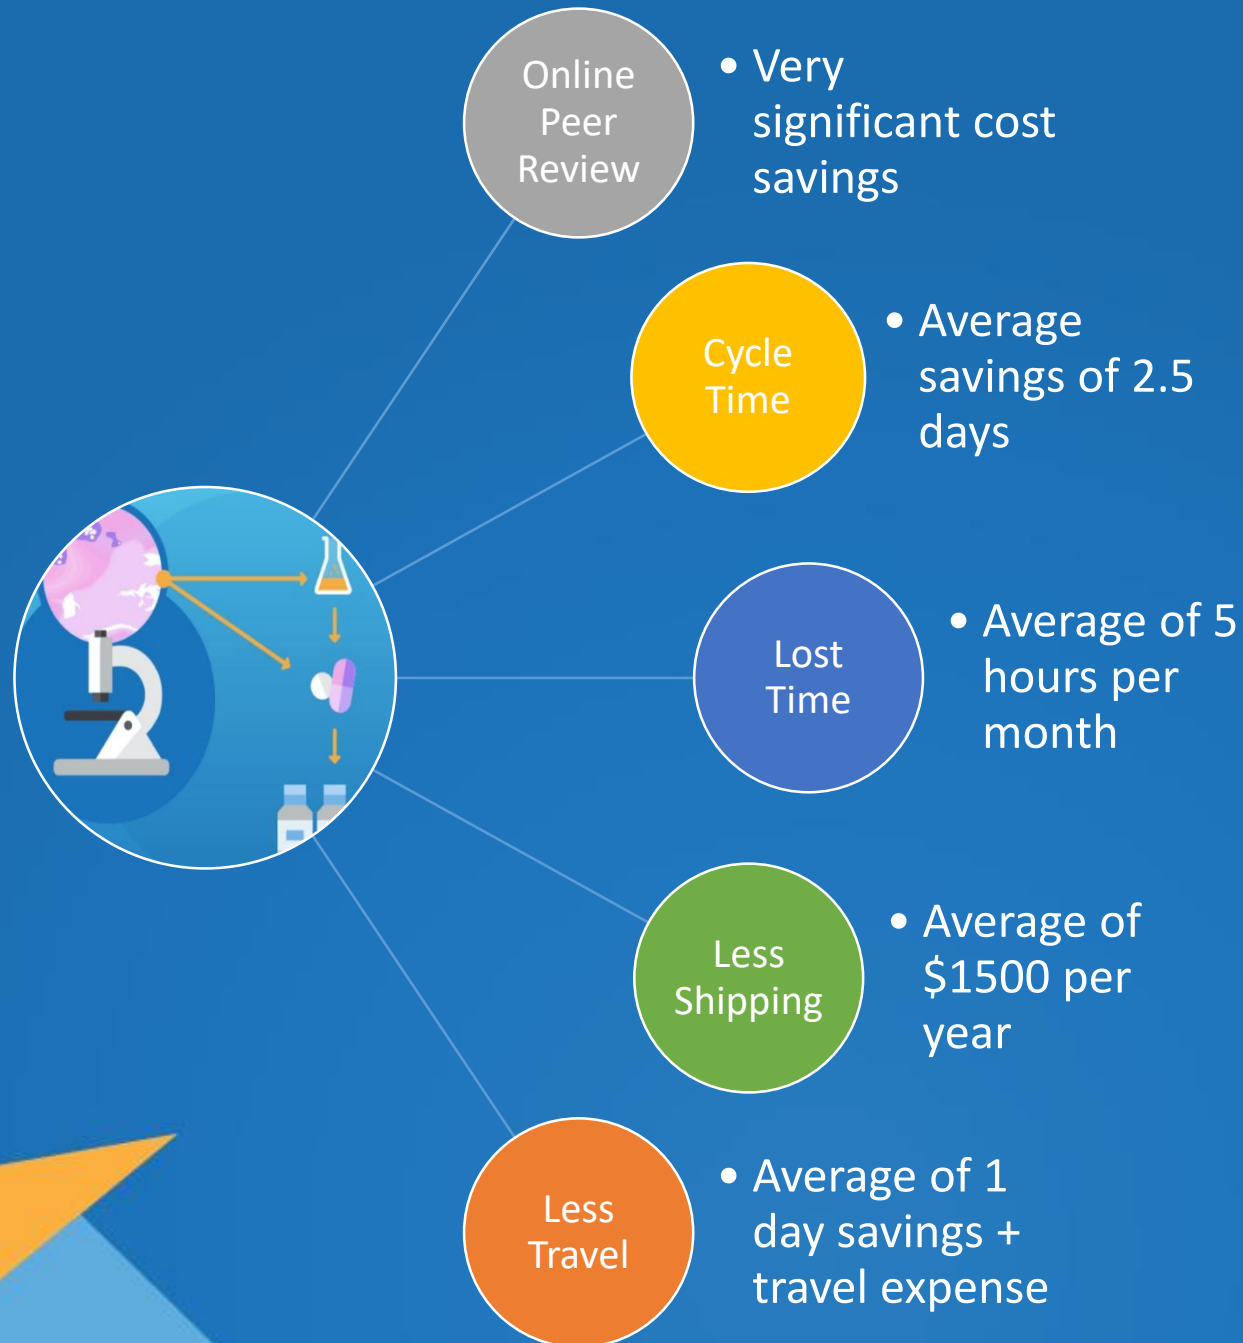 Online
Peer
Review
• Very
significant cost
savings
Cycle
Time
• Average
savings of 2.5
days
Lost
Time
• Average of 5
hours per
month
Less
Shipping
• Average of
$1500 per
year
Less
Travel
• Average of 1
day savings +
travel expense